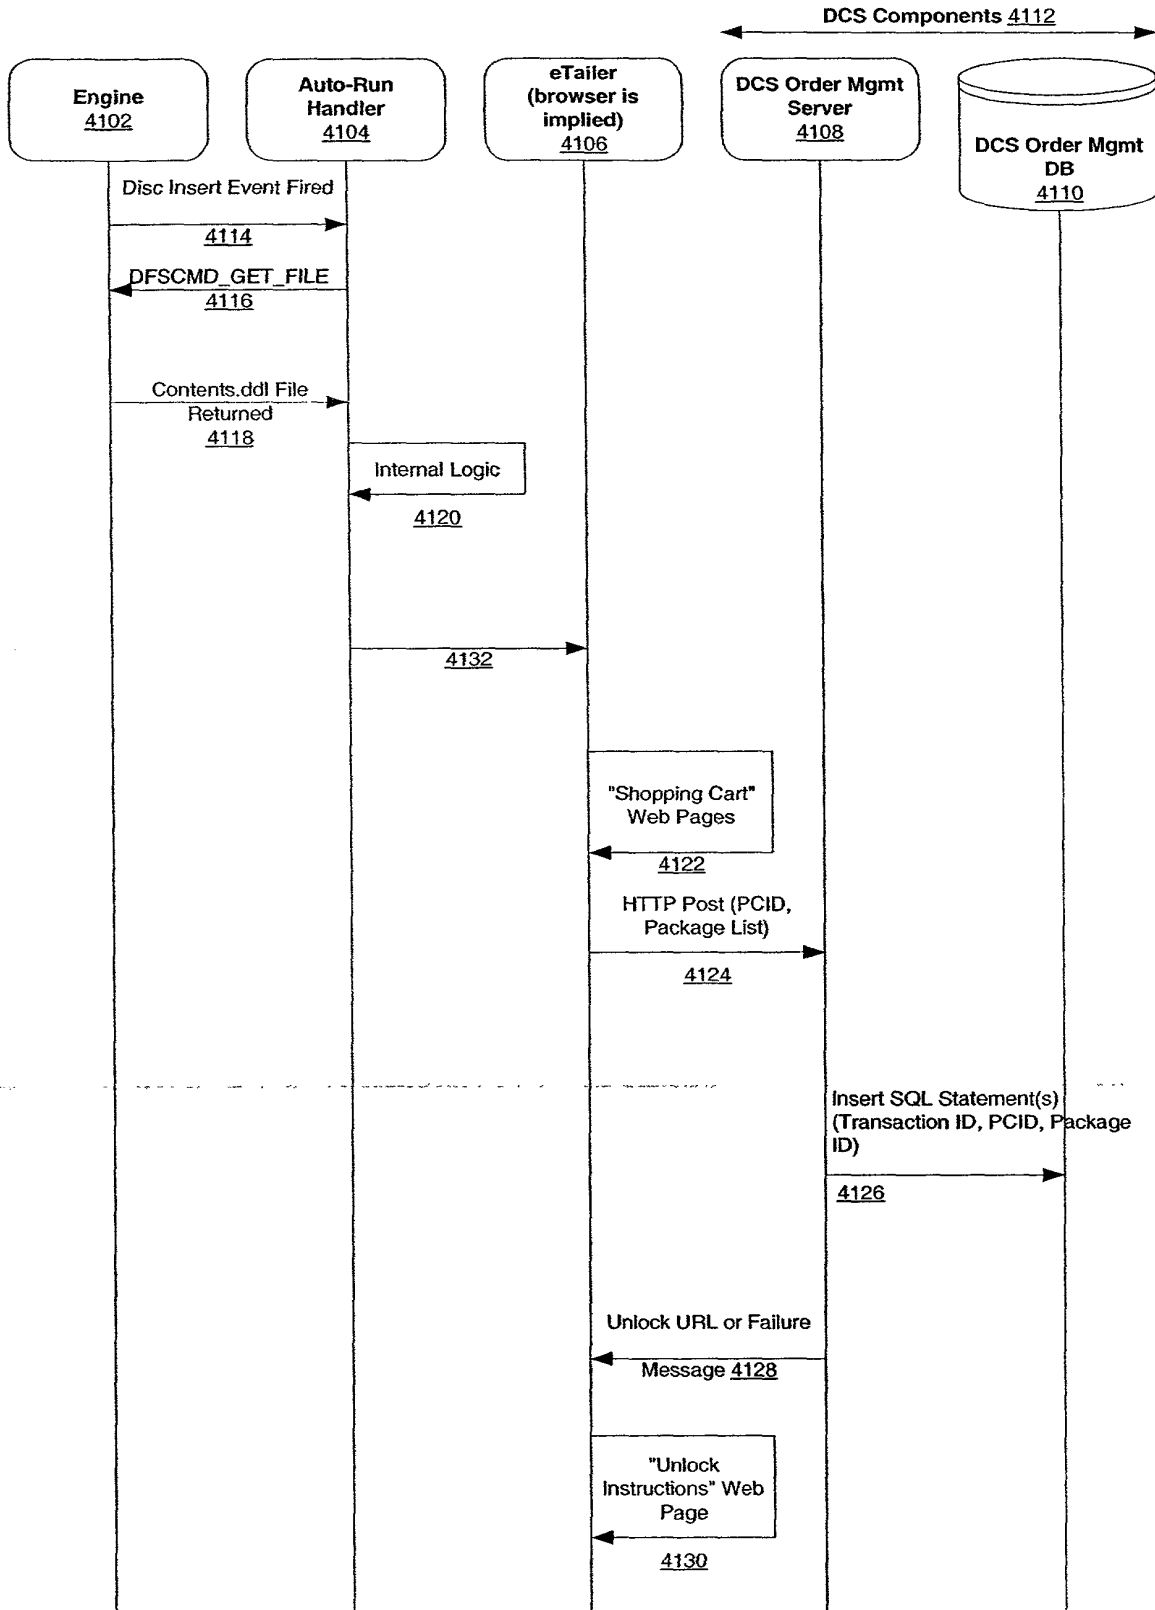 DCS Components 4112
Engine
4102
Auto-Run
Handler
4104
eTailer
(browser is
implied)
4106
DCS Order Mgmt
Server
4108
DCS Order Mgmt
DB
4110
Disc Insert Event Fired
4114
DFSCMD_GET_FILE
4116
Contents.ddl File
Returned
4118
Internal Logic
4120
4132
"Shopping Cart"
Web Pages
4122
HTTP Post (PCID,
Package List)
4124
Insert SQL Statement(s)
(Transaction ID, PCID, Package
ID)
4126
Unlock URL or Failure
Message 4128
"Unlock
Instructions" Web
Page
4130